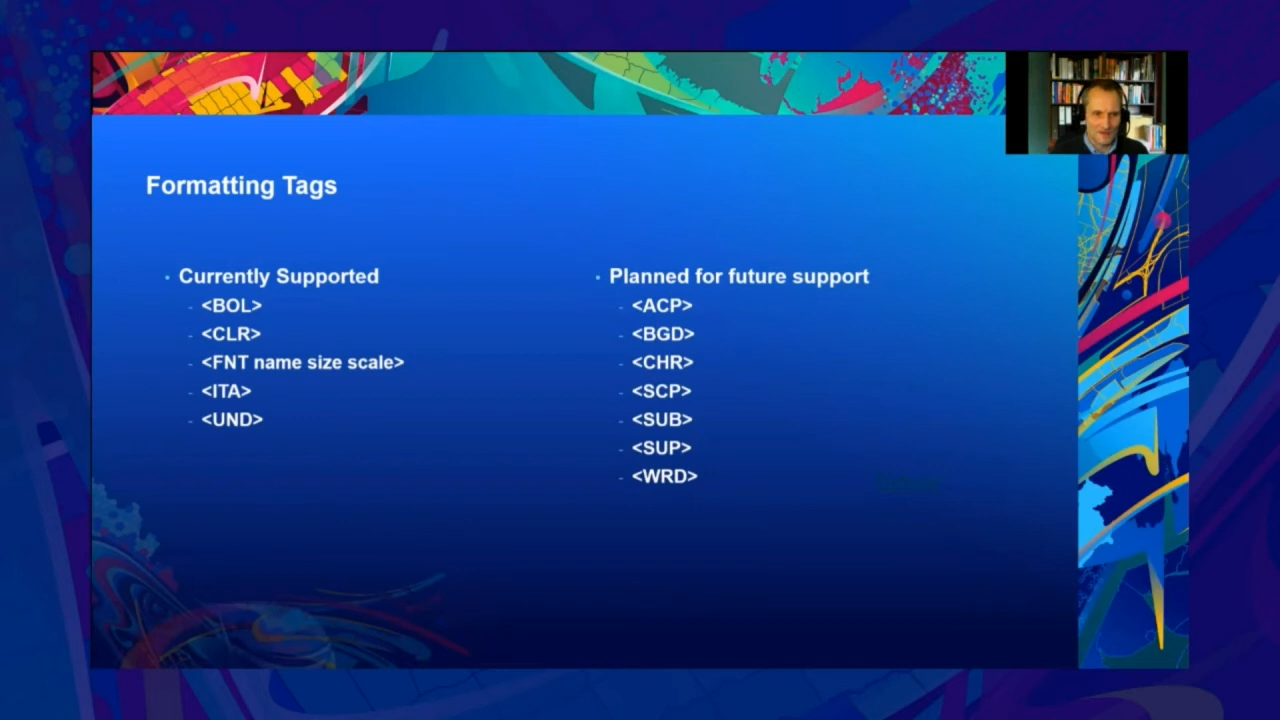 Formatting Tags
• Currently Supported
- <BOL>
- <CLR>
- <FNT name size scale>
- <ITA>
- <UND>
• Planned for future support
- <ACP>
- <BGD>
- <CHR>
- <SCP>
- <SUB>
- <SUP>
- <WRD>